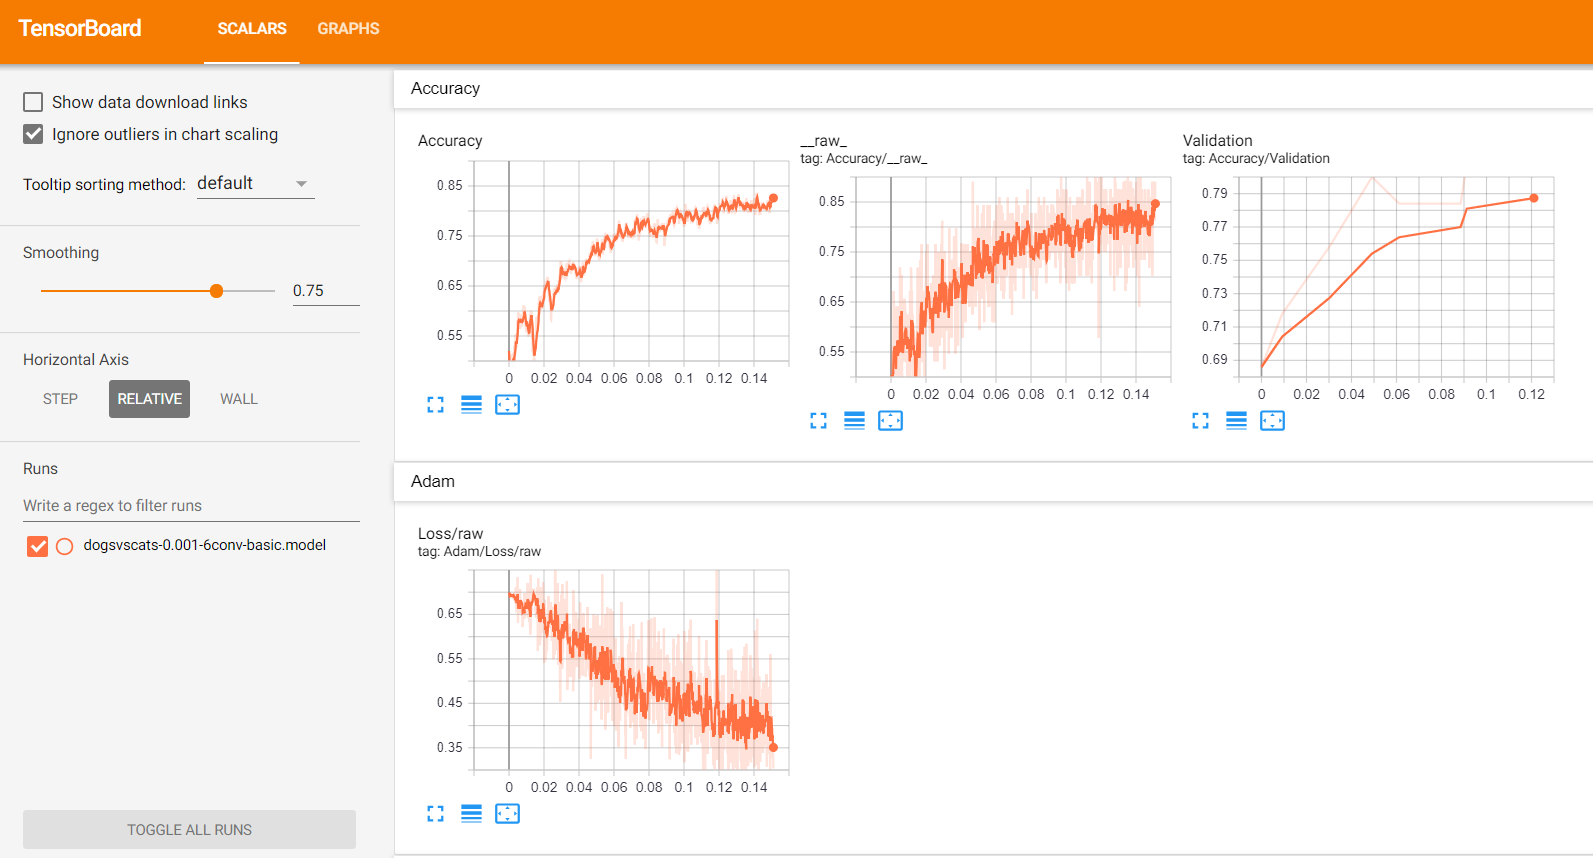 TensorBoard
SCALARS GRAPHS
Show data download links
Ignore outliers in chart scaling
Tooltip sorting method: default
Smoothing
0.75
Horizontal Axis
STEP RELATIVE WALL
Runs
Write a regex to filter runs
dogsvscats-0.001-6conv-basic.model
TOGGLE ALL RUNS
Accuracy
Accuracy
0.85
0.75
0.65
0.55
0 0.02 0.04 0.06 0.08 0.1 0.12 0.14
__raw_
tag: Accuracy/__raw_
0.85
0.75
0.65
0.55
0 0.02 0.04 0.06 0.08 0.1 0.12 0.14
Validation
tag: Accuracy/Validation
0.79
0.77
0.75
0.73
0.71
0.69
0 0.02 0.04 0.06 0.08 0.1 0.12
Adam
Loss/raw
tag: Adam/Loss/raw
0.65
0.55
0.45
0.35
0 0.02 0.04 0.06 0.08 0.1 0.12 0.14